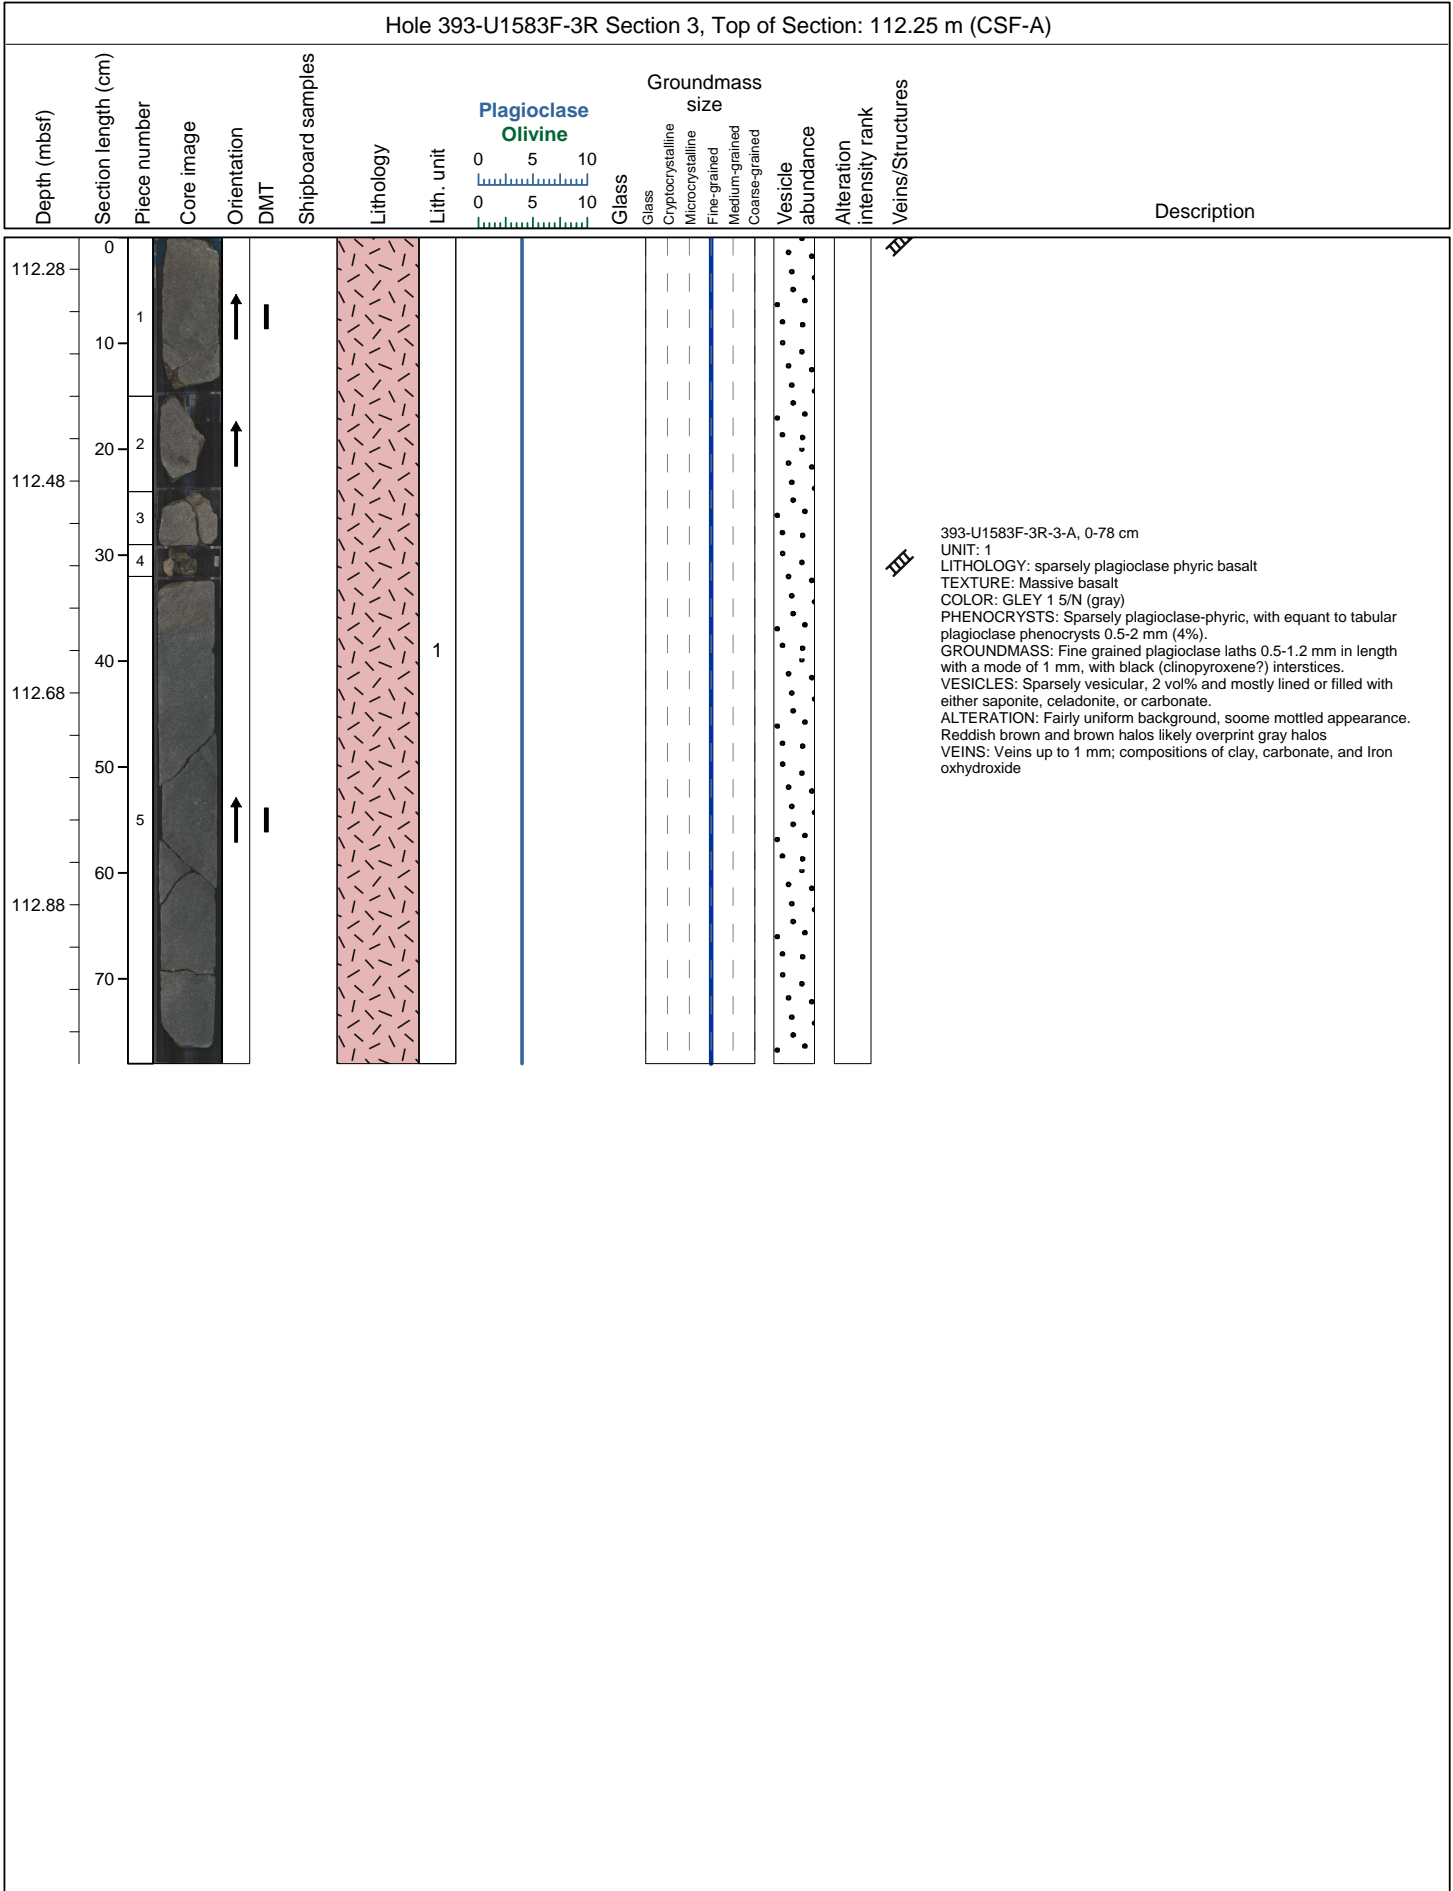 Hole 393-U1583F-3R Section 3, Top of Section: 112.25 m (CSF-A)
Depth (mbsf)
Section length (cm)
Piece number
Core image
Orientation
DMT
Shipboard samples
Lithology
Lith. unit
Plagioclase
Olivine
0 5 10
0 5 10
Glass
Groundmass
size
Glass
Cryptocrystalline
Microcrystalline
Fine-grained
Medium-grained
Coarse-grained
Vesicle
abundance
Alteration
intensity rank
Veins/Structures
Description
112.28
112.48
112.68
112.88
0
10
20
30
40
50
60
70
1
2
3
4
5
1
393-U1583F-3R-3-A, 0-78 cm
UNIT: 1
LITHOLOGY: sparsely plagioclase phyric basalt
TEXTURE: Massive basalt
COLOR: GLEY 1 5/N (gray)
PHENOCRYSTS: Sparsely plagioclase-phyric, with equant to tabular
plagioclase phenocrysts 0.5-2 mm (4%).
GROUNDMASS: Fine grained plagioclase laths 0.5-1.2 mm in length
with a mode of 1 mm, with black (clinopyroxene?) interstices.
VESICLES: Sparsely vesicular, 2 vol% and mostly lined or filled with
either saponite, celadonite, or carbonate.
ALTERATION: Fairly uniform background, soome mottled appearance.
Reddish brown and brown halos likely overprint gray halos
VEINS: Veins up to 1 mm; compositions of clay, carbonate, and Iron
oxhydroxide